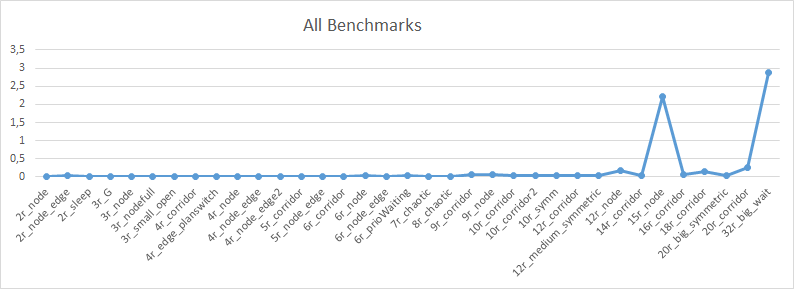 All Benchmarks
3,5
3
2,5
2
1,5
1
0,5
0
2r_node
2r_node_edge
2r_sleep
3r_G
3r_node
3r_nodefull
3r_small_open
4r_corridor
4r_edge_planswitch
4r_node
4r_node_edge
4r_node_edge2
5r_corridor
5r_node_edge
6r_corridor
6r_node
6r_node_edge
6r_prioWaiting
7r_chaotic
8r_chaotic
9r_corridor
9r_node
10r_corridor
10r_corridor2
10r_symm
12r_corridor
12r_medium_symmetric
12r_node
14r_corridor
15r_node
16r_corridor
18r_corridor
20r_big_symmetric
20r_corridor
32r_big_wait